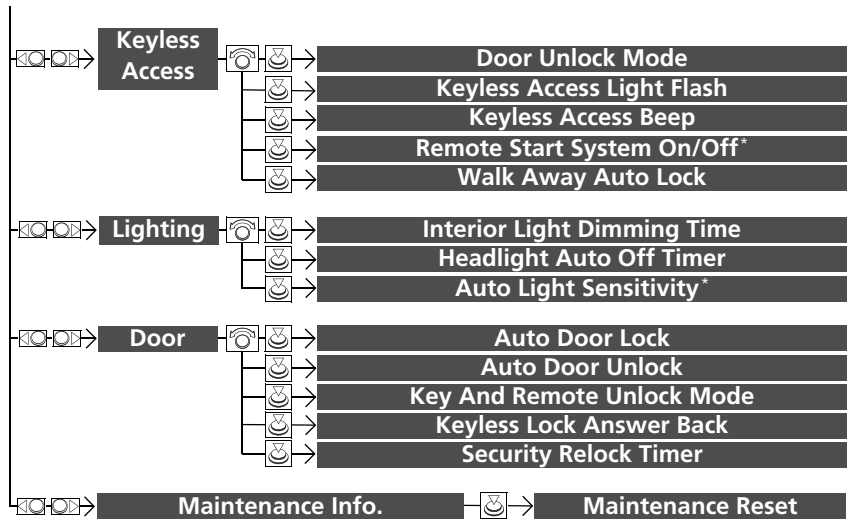 Keyless
Access
Door Unlock Mode
Keyless Access Light Flash
Keyless Access Beep
Remote Start System On/Off*
Walk Away Auto Lock
Lighting
Interior Light Dimming Time
Headlight Auto Off Timer
Auto Light Sensitivity*
Door
Auto Door Lock
Auto Door Unlock
Key And Remote Unlock Mode
Keyless Lock Answer Back
Security Relock Timer
Maintenance Info.
Maintenance Reset